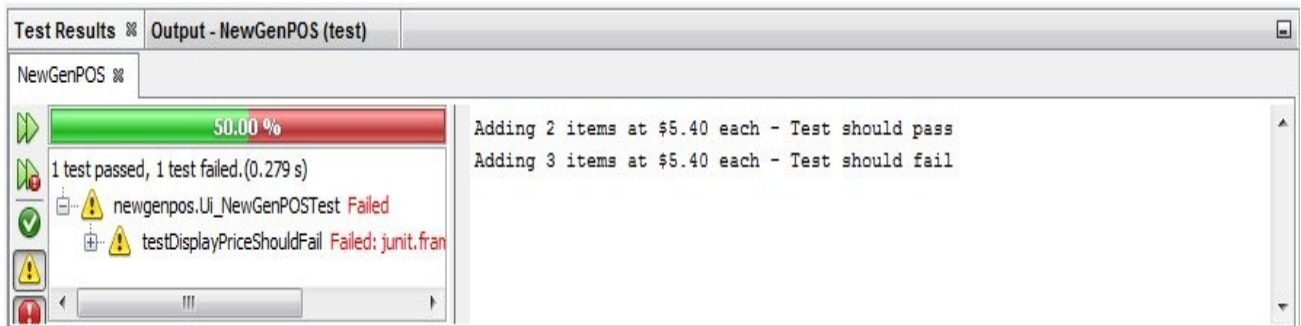 Test Results Output - NewGenPOS (test)
NewGenPOS
50.00 %
1 test passed, 1 test failed.(0.279 s)
newgenpos.Ui_NewGenPOSTest Failed
testDisplayPriceShouldFail Failed: junit.fram
Adding 2 items at $5.40 each - Test should pass
Adding 3 items at $5.40 each - Test should fail